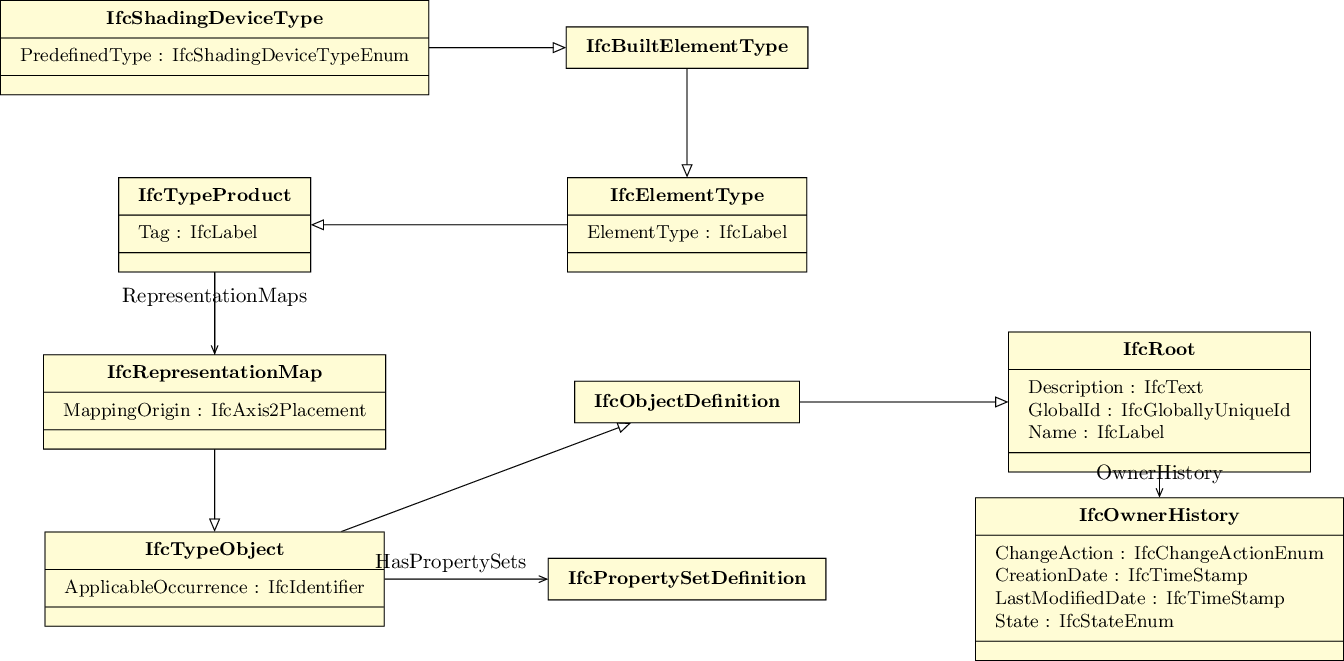 IfcShadingDeviceType
PredefinedType : IfcShadingDeviceTypeEnum
IfcBuiltElementType
IfcTypeProduct
Tag : IfcLabel
IfcElementType
ElementType : IfcLabel
RepresentationMaps
IfcRepresentationMap
MappingOrigin : IfcAxis2Placement
IfcObjectDefinition
IfcRoot
Description : IfcText
GlobalId : IfcGloballyUniqueId
Name : IfcLabel
OwnerHistory
IfcTypeObject
ApplicableOccurrence : IfcIdentifier
HasPropertySets
IfcPropertySetDefinition
IfcOwnerHistory
ChangeAction : IfcChangeActionEnum
CreationDate : IfcTimeStamp
LastModifiedDate : IfcTimeStamp
State : IfcStateEnum